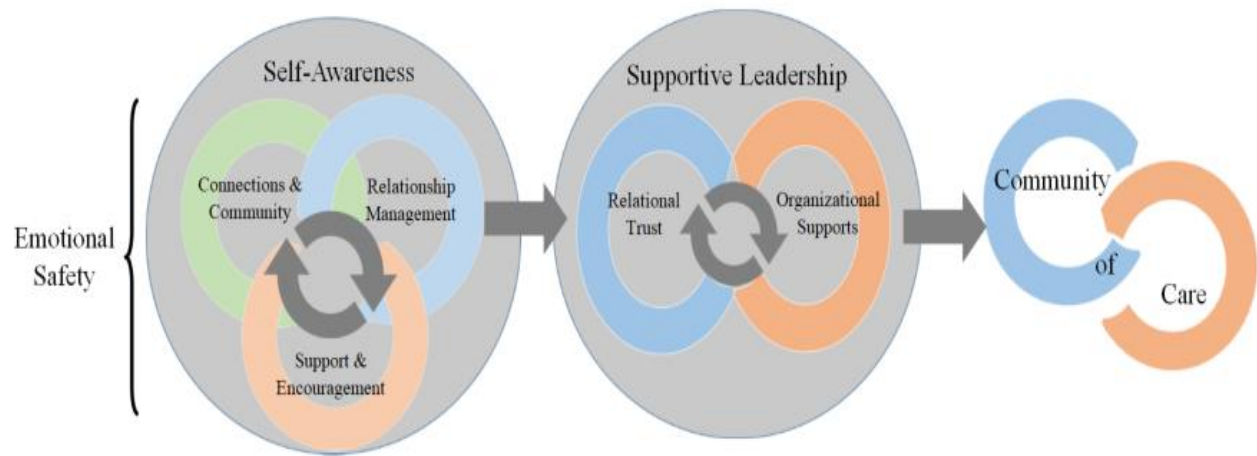 Emotional
Safety
Self-Awareness
Connections &
Community
Relationship
Management
Support &
Encouragement
Supportive Leadership
Relational
Trust
Organizational
Supports
Community
of
Care